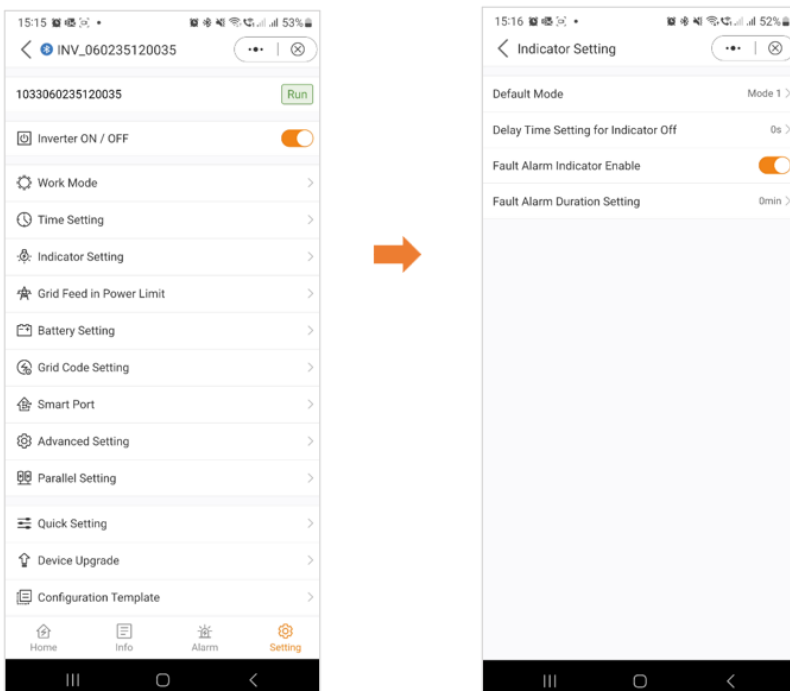 15:15 53%
INV_060235120035
1033060235120035 Run
Inverter ON / OFF
Work Mode
Time Setting
Indicator Setting
Grid Feed in Power Limit
Battery Setting
Grid Code Setting
Smart Port
Advanced Setting
Parallel Setting
Quick Setting
Device Upgrade
Configuration Template
Home Info Alarm Setting
15:16 52%
Indicator Setting
Default Mode Mode 1
Delay Time Setting for Indicator Off 0s
Fault Alarm Indicator Enable
Fault Alarm Duration Setting 0min